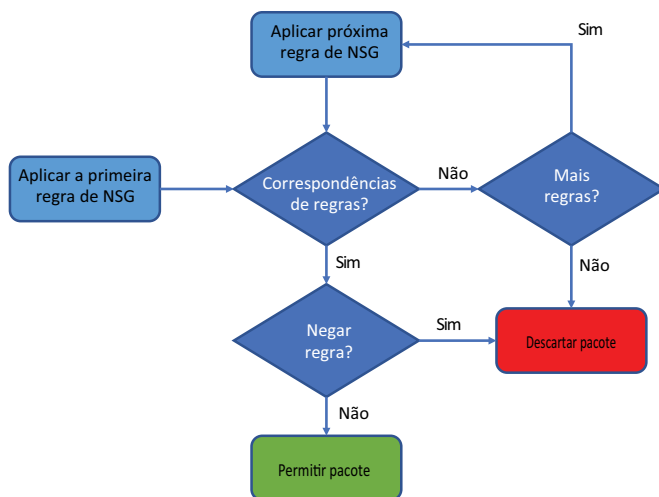 Aplicar próxima
regra de NSG
Sim
Aplicar a primeira
regra de NSG
Correspondências
de regras?
Não
Mais
regras?
Sim
Não
Negar
regra?
Sim
Descartar pacote
Não
Permitir pacote